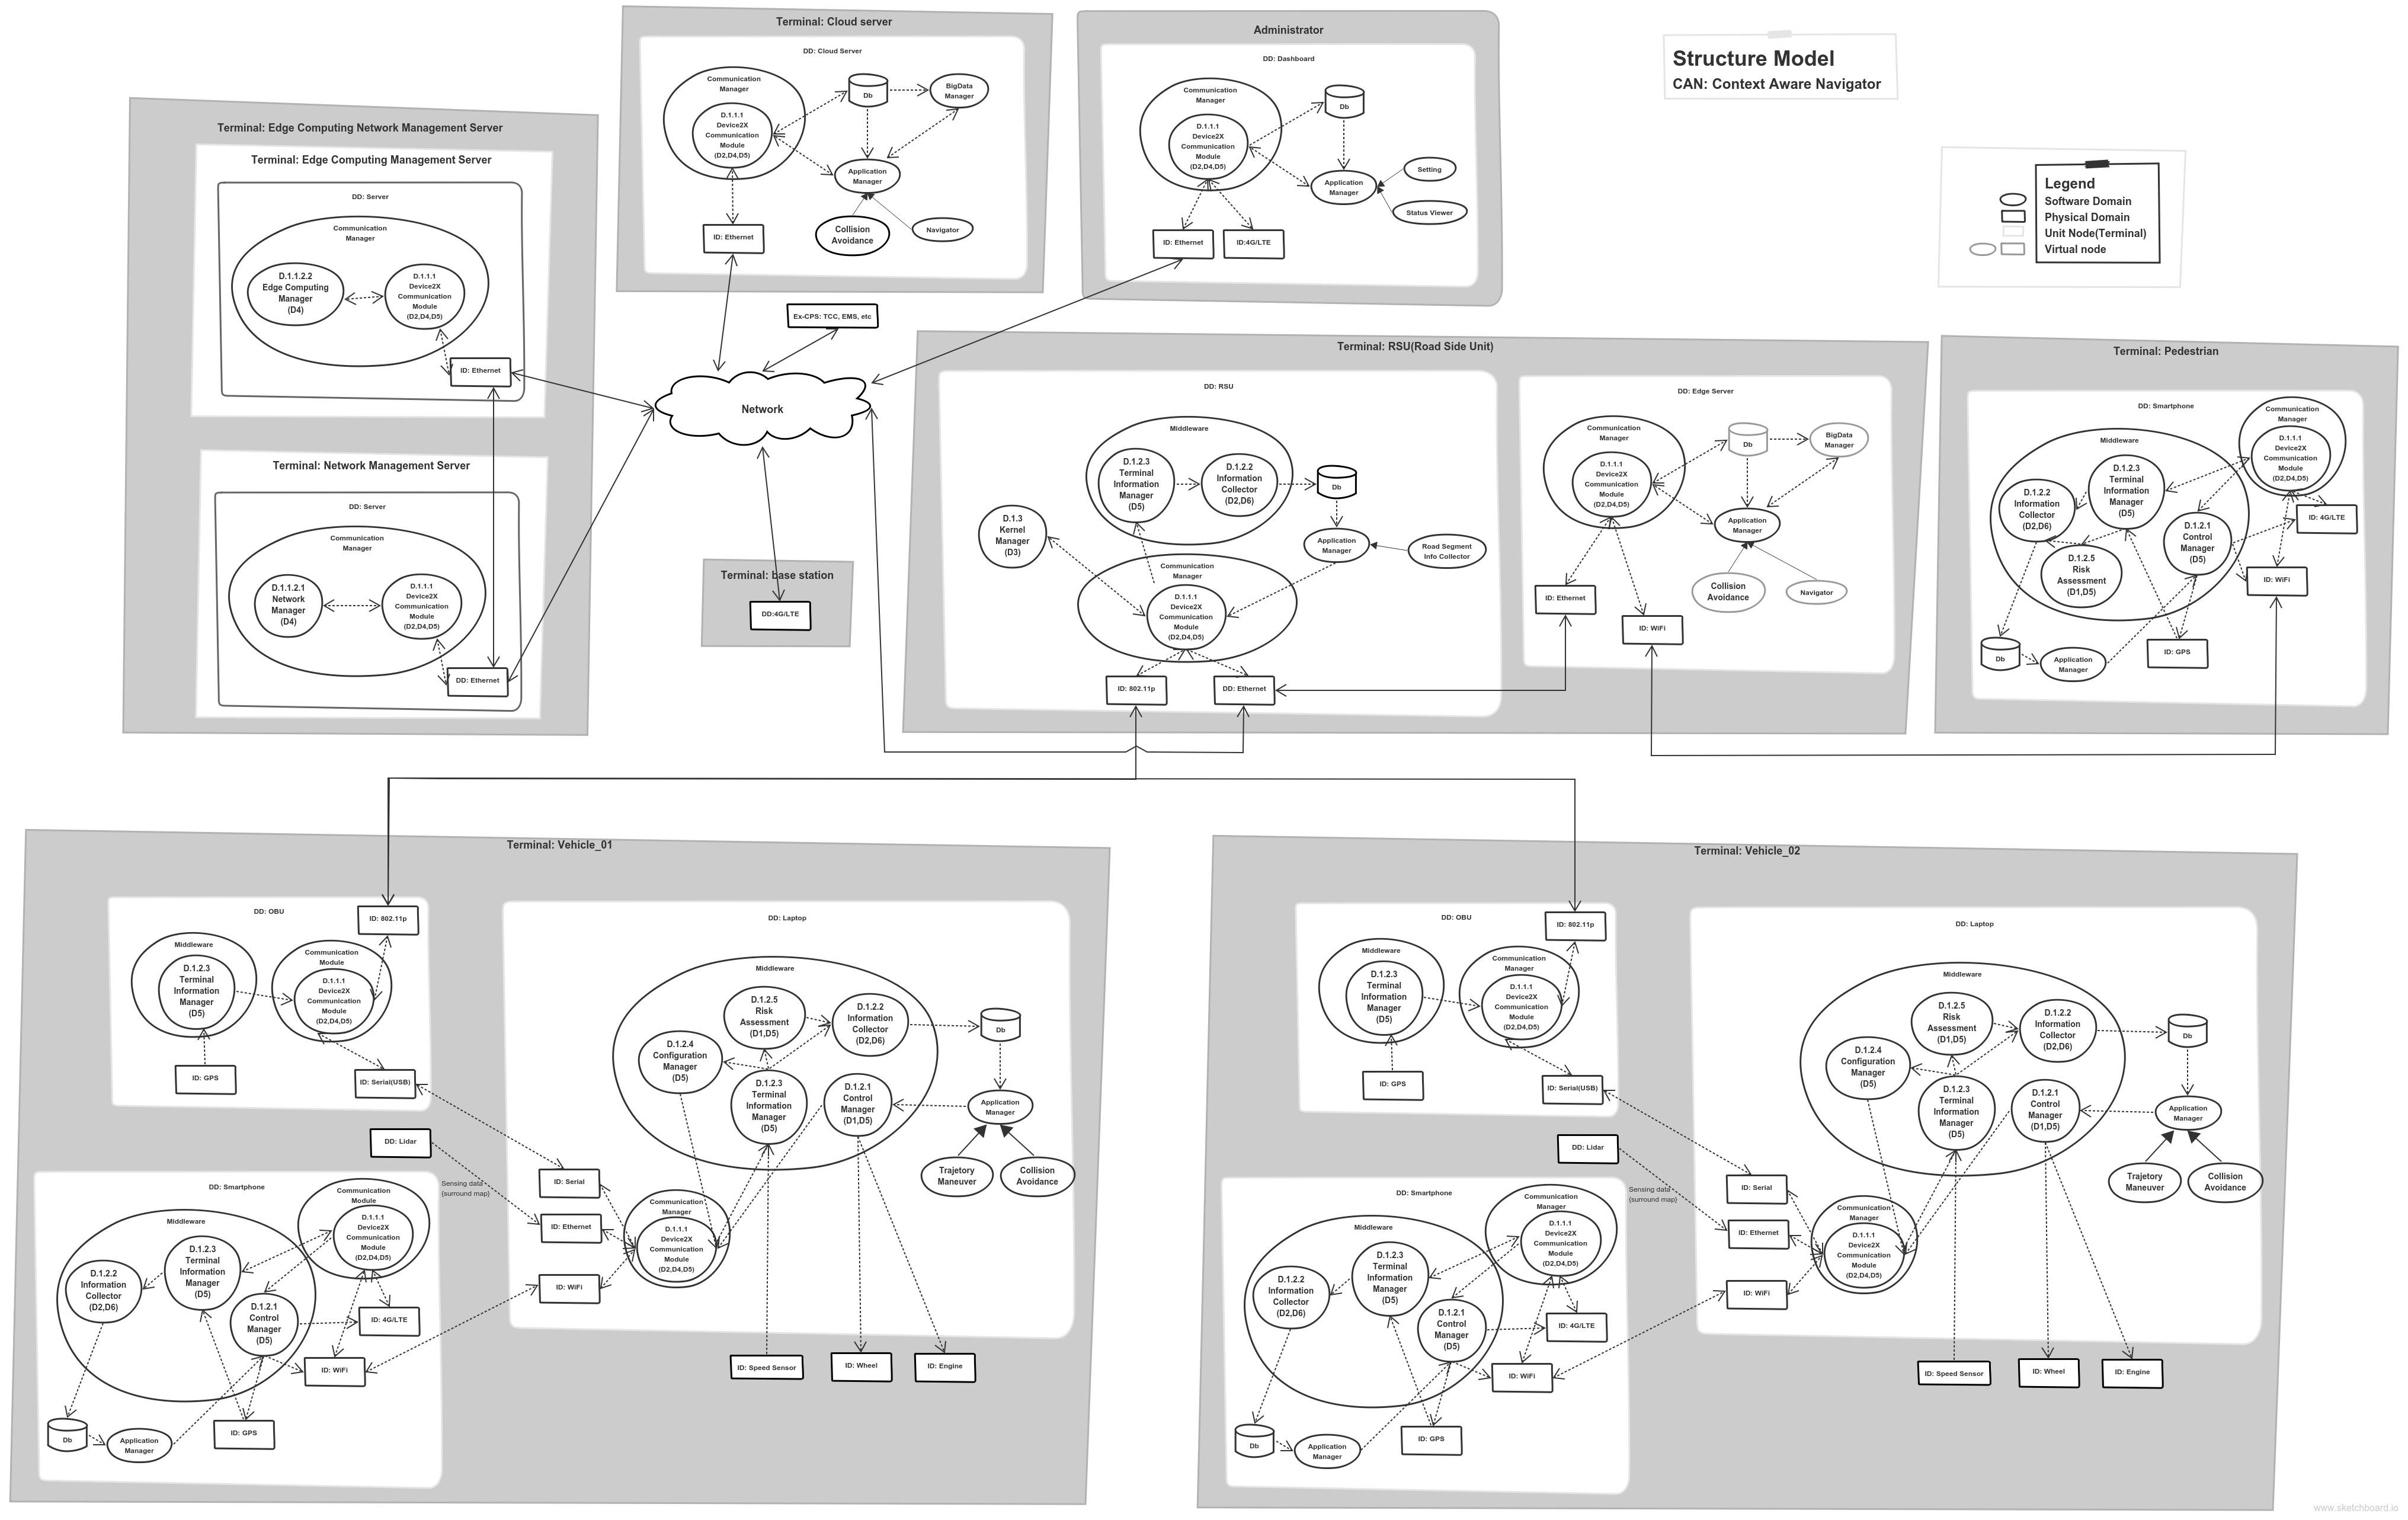 Structure Model
CAN: Context Aware Navigator
Legend
Software Domain
Physical Domain
Unit Node(Terminal)
Virtual node
Terminal: Cloud server
DD: Cloud Server
Communication
Manager
D.1.1.1
Device2X
Communication
Module
(D2,D4,D5)
Db
BigData
Manager
Application
Manager
Collision
Avoidance
Navigator
ID: Ethernet
Administrator
DD: Dashboard
Communication
Manager
D.1.1.1
Device2X
Communication
Module
(D2,D4,D5)
Db
Application
Manager
Setting
Status Viewer
ID: Ethernet
ID:4G/LTE
Terminal: Edge Computing Network Management Server
Terminal: Edge Computing Management Server
DD: Server
Communication
Manager
D.1.1.2.2
Edge Computing
Manager
(D4)
D.1.1.1
Device2X
Communication
Module
(D2,D4,D5)
ID: Ethernet
Terminal: Network Management Server
DD: Server
Communication
Manager
D.1.1.2.1
Network
Manager
(D4)
D.1.1.1
Device2X
Communication
Module
(D2,D4,D5)
DD: Ethernet
Ex-CPS: TCC, EMS, etc
Network
Terminal: base station
DD:4G/LTE
Terminal: RSU(Road Side Unit)
DD: RSU
Middleware
D.1.2.3
Terminal
Information
Manager
(D5)
D.1.2.2
Information
Collector
(D2,D6)
Db
D.1.3
Kernel
Manager
(D3)
Application
Manager
Road Segment
Info Collector
Communication
Manager
D.1.1.1
Device2X
Communication
Module
(D2,D4,D5)
ID: 802.11p
DD: Ethernet
DD: Edge Server
Communication
Manager
D.1.1.1
Device2X
Communication
Module
(D2,D4,D5)
Db
BigData
Manager
Application
Manager
Collision
Avoidance
Navigator
ID: Ethernet
ID: WiFi
Terminal: Pedestrian
DD: Smartphone
Communication
Manager
D.1.1.1
Device2X
Communication
Module
(D2,D4,D5)
Middleware
D.1.2.3
Terminal
Information
Manager
(D5)
D.1.2.2
Information
Collector
(D2,D6)
D.1.2.1
Control
Manager
(D5)
D.1.2.5
Risk
Assessment
(D1,D5)
ID: 4G/LTE
ID: WiFi
ID: GPS
Db
Application
Manager
Terminal: Vehicle_01
DD: OBU
ID: 802.11p
Middleware
D.1.2.3
Terminal
Information
Manager
(D5)
Communication
Module
D.1.1.1
Device2X
Communication
Module
(D2,D4,D5)
ID: GPS
ID: Serial(USB)
DD: Lidar
Sensing data
(surround map)
DD: Smartphone
Communication
Module
D.1.1.1
Device2X
Communication
Module
(D2,D4,D5)
Middleware
D.1.2.3
Terminal
Information
Manager
(D5)
D.1.2.2
Information
Collector
(D2,D6)
D.1.2.1
Control
Manager
(D5)
ID: 4G/LTE
ID: WiFi
ID: GPS
Db
Application
Manager
DD: Laptop
Middleware
D.1.2.5
Risk
Assessment
(D1,D5)
D.1.2.2
Information
Collector
(D2,D6)
D.1.2.4
Configuration
Manager
(D5)
D.1.2.3
Terminal
Information
Manager
(D5)
D.1.2.1
Control
Manager
(D1,D5)
Db
Application
Manager
Trajetory
Maneuver
Collision
Avoidance
ID: Serial
ID: Ethernet
ID: WiFi
Communication
Manager
D.1.1.1
Device2X
Communication
Module
(D2,D4,D5)
ID: Speed Sensor
ID: Wheel
ID: Engine
Terminal: Vehicle_02
DD: OBU
ID: 802.11p
Middleware
D.1.2.3
Terminal
Information
Manager
(D5)
Communication
Manager
D.1.1.1
Device2X
Communication
Module
(D2,D4,D5)
ID: GPS
ID: Serial(USB)
DD: Lidar
Sensing data
(surround map)
DD: Smartphone
Communication
Manager
D.1.1.1
Device2X
Communication
Module
(D2,D4,D5)
Middleware
D.1.2.3
Terminal
Information
Manager
(D5)
D.1.2.2
Information
Collector
(D2,D6)
D.1.2.1
Control
Manager
(D5)
ID: 4G/LTE
ID: WiFi
ID: GPS
Db
Application
Manager
DD: Laptop
Middleware
D.1.2.5
Risk
Assessment
(D1,D5)
D.1.2.2
Information
Collector
(D2,D6)
D.1.2.4
Configuration
Manager
(D5)
D.1.2.3
Terminal
Information
Manager
(D5)
D.1.2.1
Control
Manager
(D1,D5)
Db
Application
Manager
Trajetory
Maneuver
Collision
Avoidance
ID: Serial
ID: Ethernet
ID: WiFi
Communication
Manager
D.1.1.1
Device2X
Communication
Module
(D2,D4,D5)
ID: Speed Sensor
ID: Wheel
ID: Engine
www.sketchboard.io